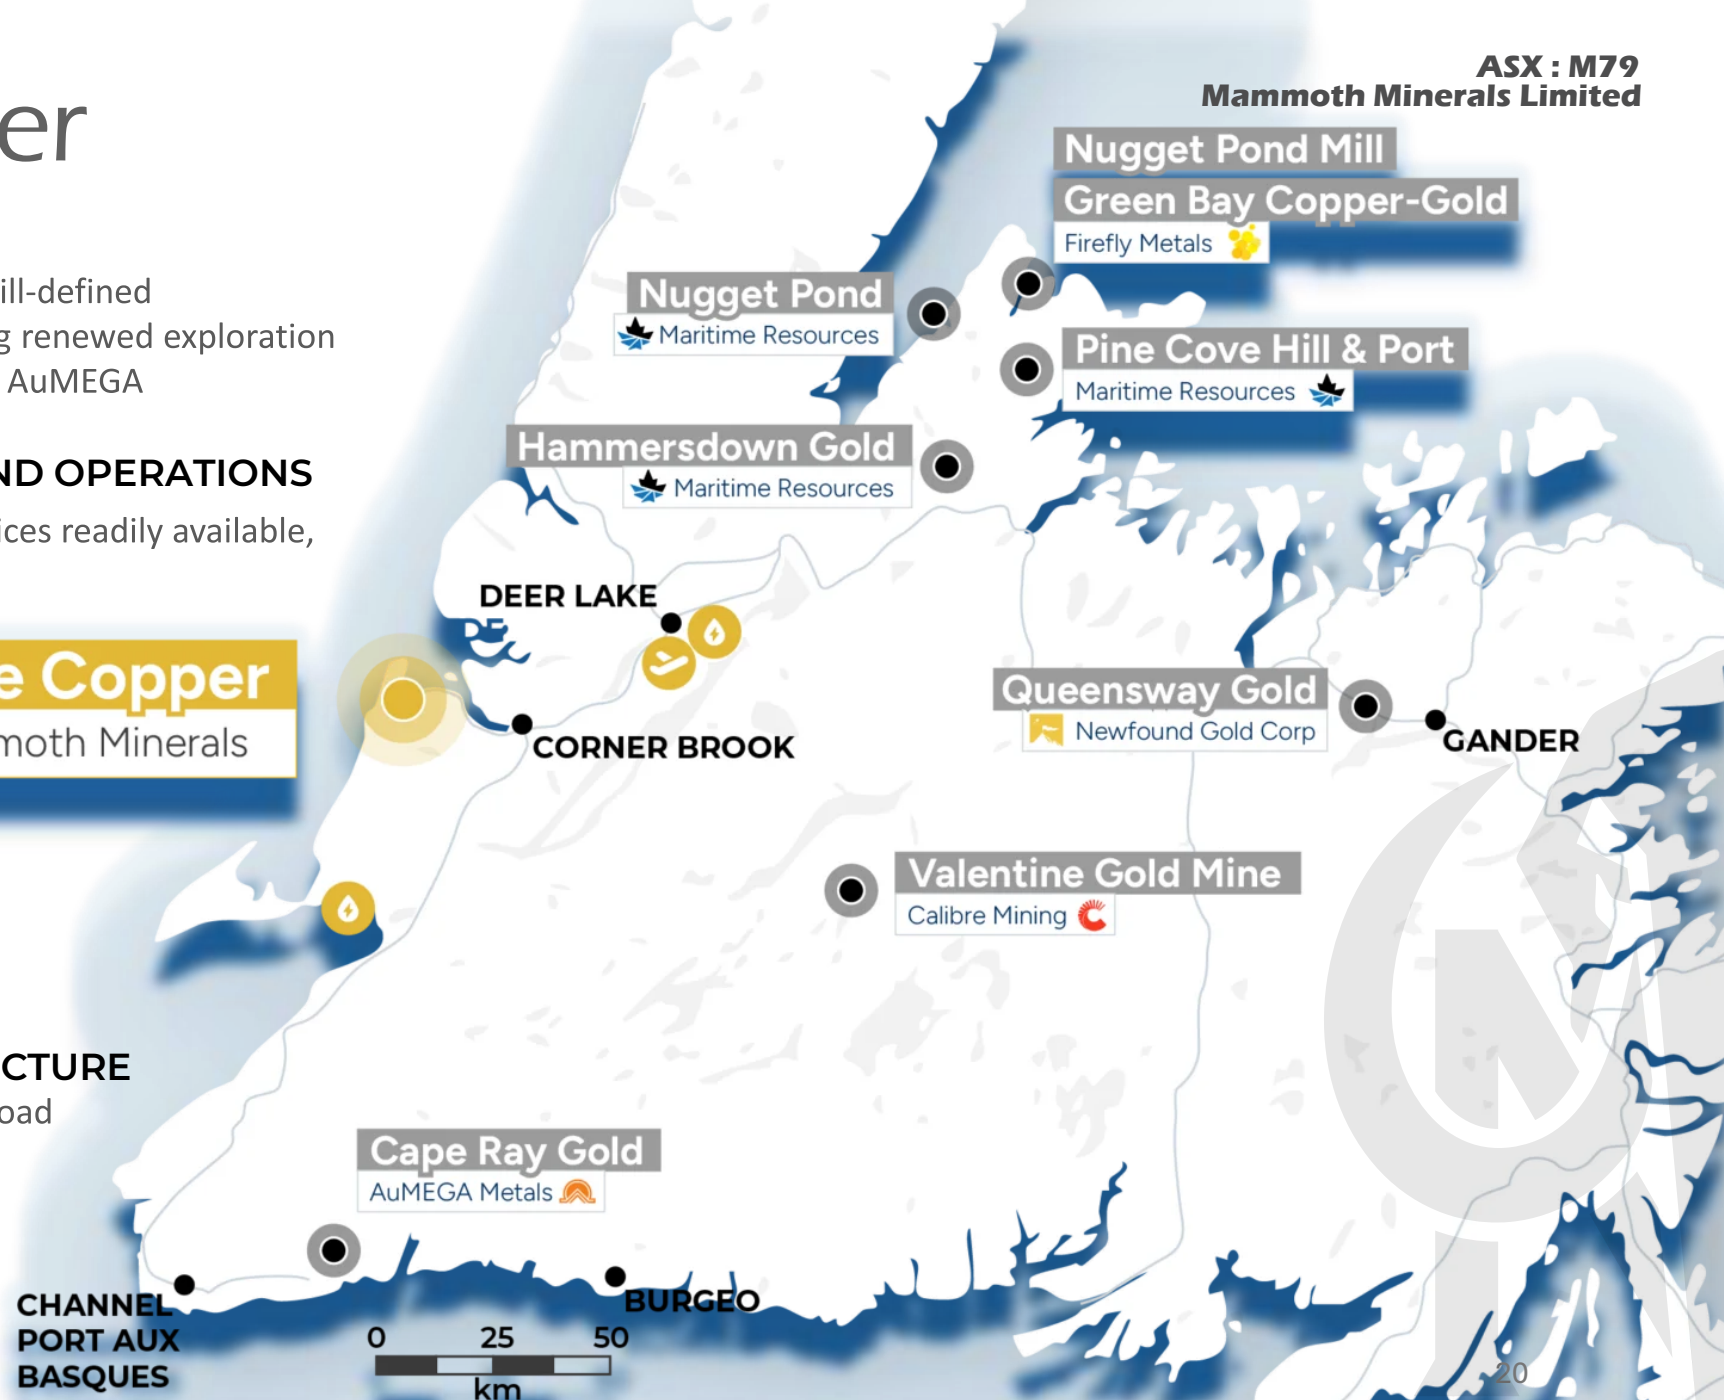 ASX : M79
Mammoth Minerals Limited
er
ill-defined
g renewed exploration
AuMEGA
ND OPERATIONS
ices readily available,
e Copper
moth Minerals
CTURE
oad
Nugget Pond Mill
Green Bay Copper-Gold
Firefly Metals
Nugget Pond
Maritime Resources
Pine Cove Hill & Port
Maritime Resources
Hammersdown Gold
Maritime Resources
DEER LAKE
DE
CORNER BROOK
Queensway Gold
Newfound Gold Corp
GANDER
Valentine Gold Mine
Calibre Mining
Cape Ray Gold
AuMEGA Metals
CHANNEL
PORT AUX
BASQUES
BURGEO
0 25 50
km
20